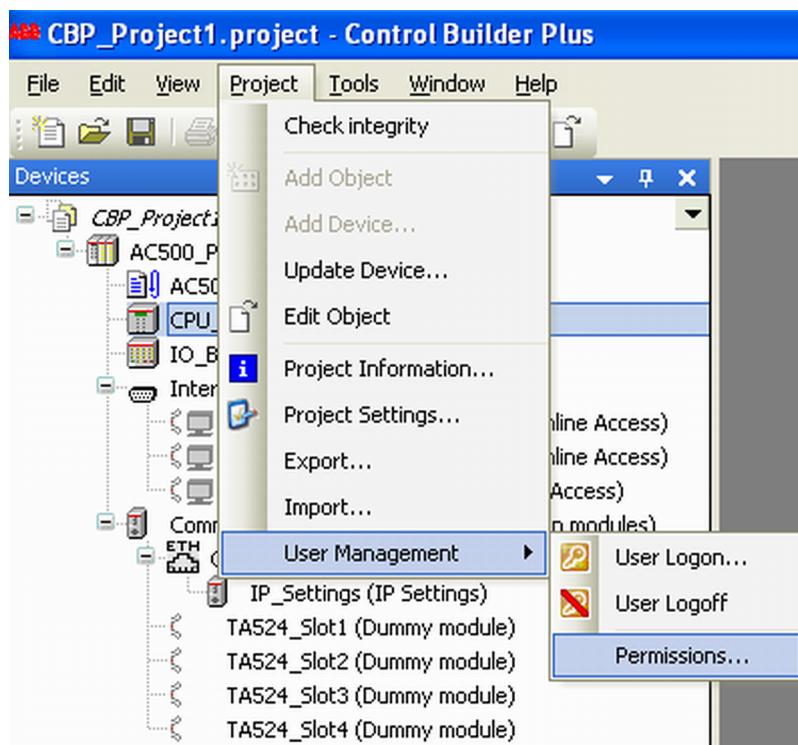 ABB CBP_Project1.project - Control Builder Plus
File Edit View Project Tools Window Help
Check integrity
Devices
Add Object
CBP_Project1
Add Device...
AC500_P
Update Device...
AC50
CPU_
Edit Object
IO_B
Project Information...
Inter
Project Settings...
nline Access)
Export...
nline Access)
Access)
Import...
Comm
n modules)
User Management
User Logon...
ETH
IP_Settings (IP Settings)
User Logoff
TA524_Slot1 (Dummy module)
Permissions...
TA524_Slot2 (Dummy module)
TA524_Slot3 (Dummy module)
TA524_Slot4 (Dummy module)